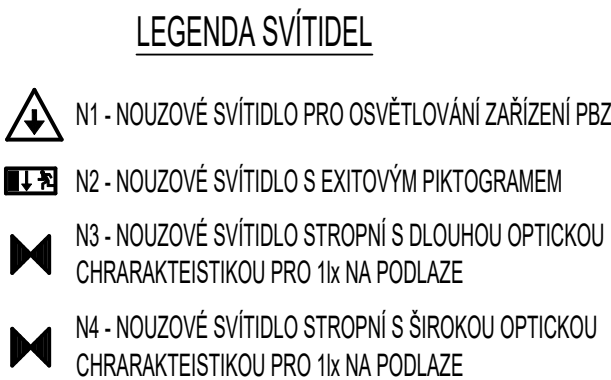 LEGENDA SVÍTIDEL
N1 - NOUZOVÉ SVÍTIDLO PRO OSVĚTLOVÁNÍ ZAŘÍZENÍ PBZ
N2 - NOUZOVÉ SVÍTIDLO S EXITOVÝM PIKTOGRAMEM
N3 - NOUZOVÉ SVÍTIDLO STROPNÍ S DLOUHOU OPTICKOU
CHRARAKTEISTIKOU PRO 1lx NA PODLAZE
N4 - NOUZOVÉ SVÍTIDLO STROPNÍ S ŠIROKOU OPTICKOU
CHRARAKTEISTIKOU PRO 1lx NA PODLAZE